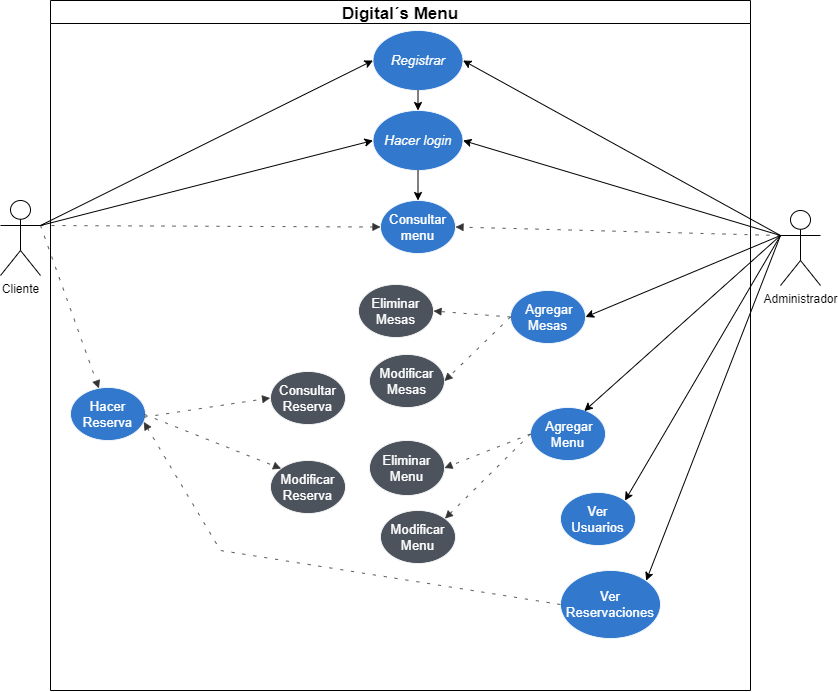 Digital´s Menu
Registrar
Hacer login
Consultar
menu
Cliente
Administrador
Eliminar
Mesas
Agregar
Mesas
Modificar
Mesas
Consultar
Reserva
Hacer
Reserva
Agregar
Menu
Eliminar
Menu
Modificar
Reserva
Ver
Usuarios
Modificar
Menu
Ver
Reservaciones